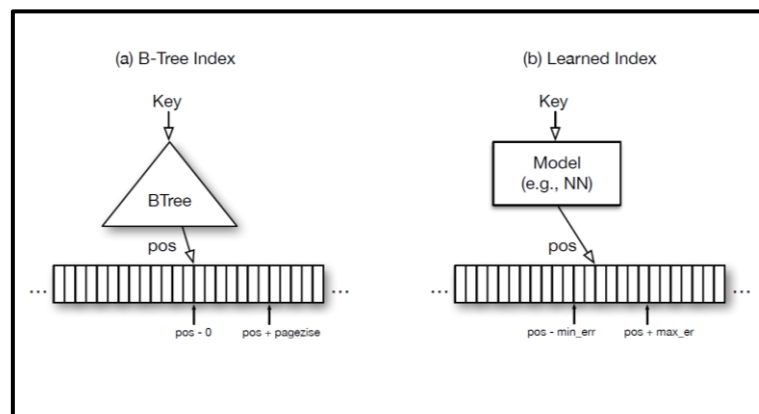 (a) B-Tree Index
Key
BTree
pos
... ...
pos - 0
pos + pagezise
(b) Learned Index
Key
Model
(e.g., NN)
pos
... ...
pos - min_err
pos + max_er